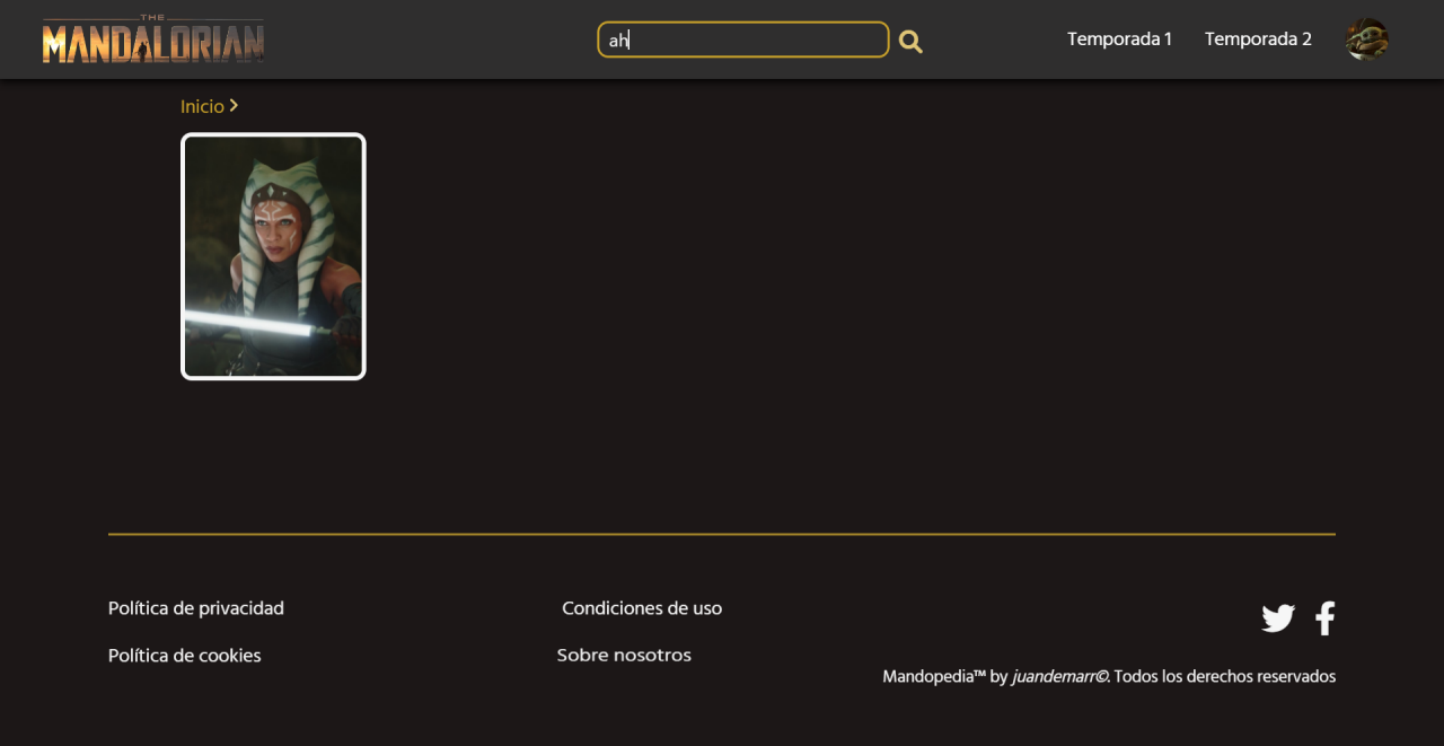 THE
MANDALORIAN
ah
Temporada 1
Temporada 2
Inicio
Política de privacidad
Condiciones de uso
Política de cookies
Sobre nosotros
Mandopedia™ by juandemarr©. Todos los derechos reservados